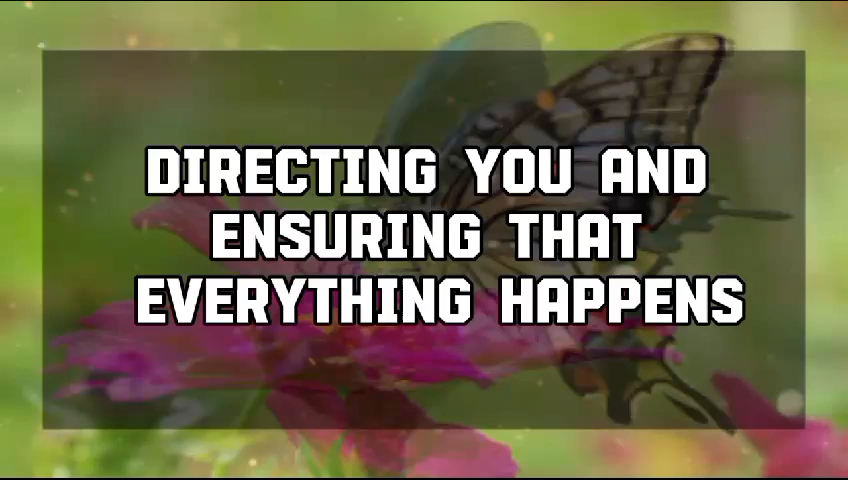 DIRECTING YOU AND
ENSURING THAT
EVERYTHING HAPPENS